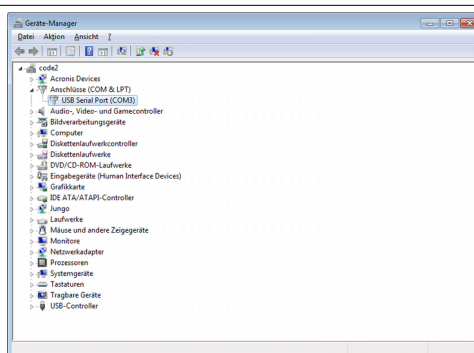 Geräte-Manager
Datei Aktion Ansicht ?
code2
Acronis Devices
Anschlüsse (COM & LPT)
USB Serial Port (COM3)
Audio-, Video- und Gamecontroller
Bildverarbeitungsgeräte
Computer
Diskettenlaufwerkcontroller
Diskettenlaufwerke
DVD/CD-ROM-Laufwerke
Eingabegeräte (Human Interface Devices)
Grafikkarte
IDE ATA/ATAPI-Controller
Jungo
Laufwerke
Mäuse und andere Zeigegeräte
Monitore
Netzwerkadapter
Prozessoren
Systemgeräte
Tastaturen
Tragbare Geräte
USB-Controller